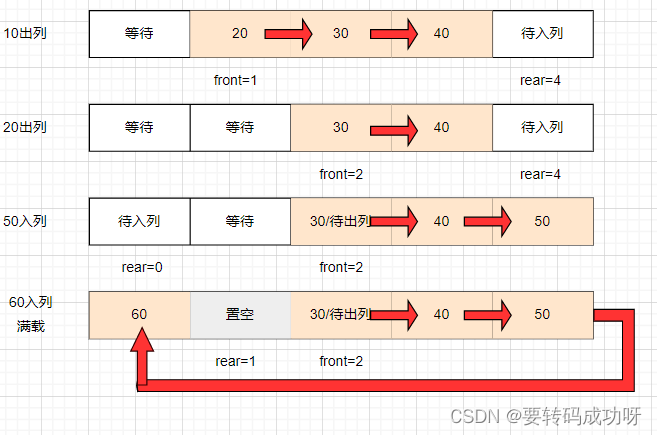 10出列 等待 20 30 40 待入列
front=1 rear=4
20出列 等待 等待 30 40 待入列
front=2 rear=4
50入列 待入列 等待 30/待出列 40 50
rear=0 front=2
60入列
满载 60 置空 30/待出列 40 50
rear=1 front=2
CSDN @要转码成功呀